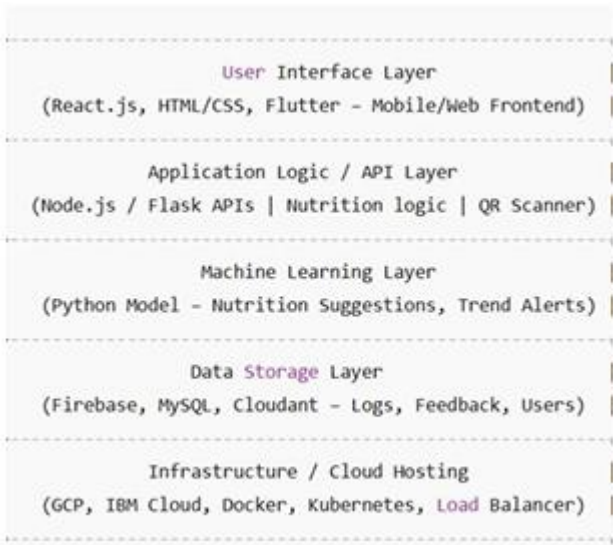 User Interface Layer
(React.js, HTML/CSS, Flutter – Mobile/Web Frontend)
Application Logic / API Layer
(Node.js / Flask APIs | Nutrition logic | QR Scanner)
Machine Learning Layer
(Python Model – Nutrition Suggestions, Trend Alerts)
Data Storage Layer
(Firebase, MySQL, Cloudant – Logs, Feedback, Users)
Infrastructure / Cloud Hosting
(GCP, IBM Cloud, Docker, Kubernetes, Load Balancer)